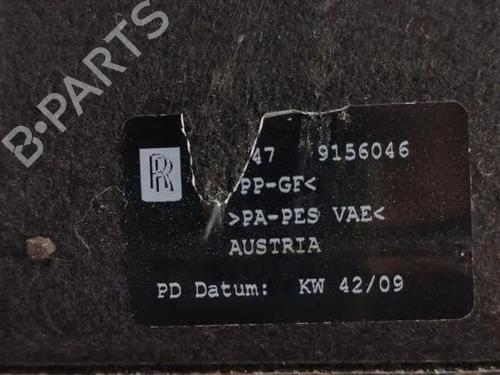 B-PARTS
RR
47 9156046
PP-GF<
>PA-PES VAE<
AUSTRIA
PD Datum: KW 42/09